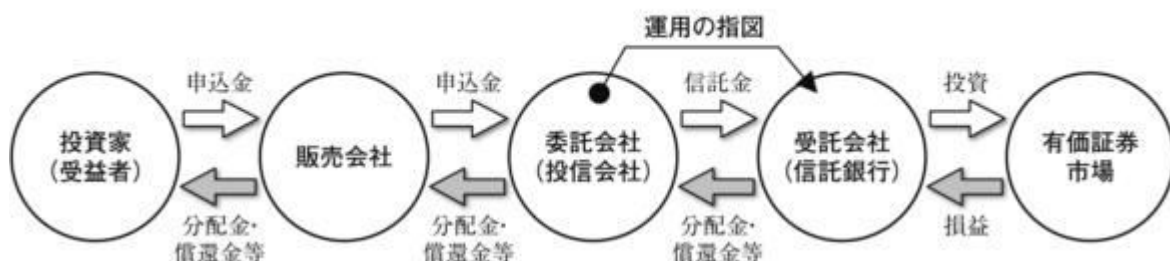 運用の指図
申込金
申込金
信託金
投資
投資家
(受益者)
販売会社
委託会社
(投信会社)
受託会社
(信託銀行)
有価証券
市場
分配金・
償還金等
分配金・
償還金等
分配金・
償還金等
損益